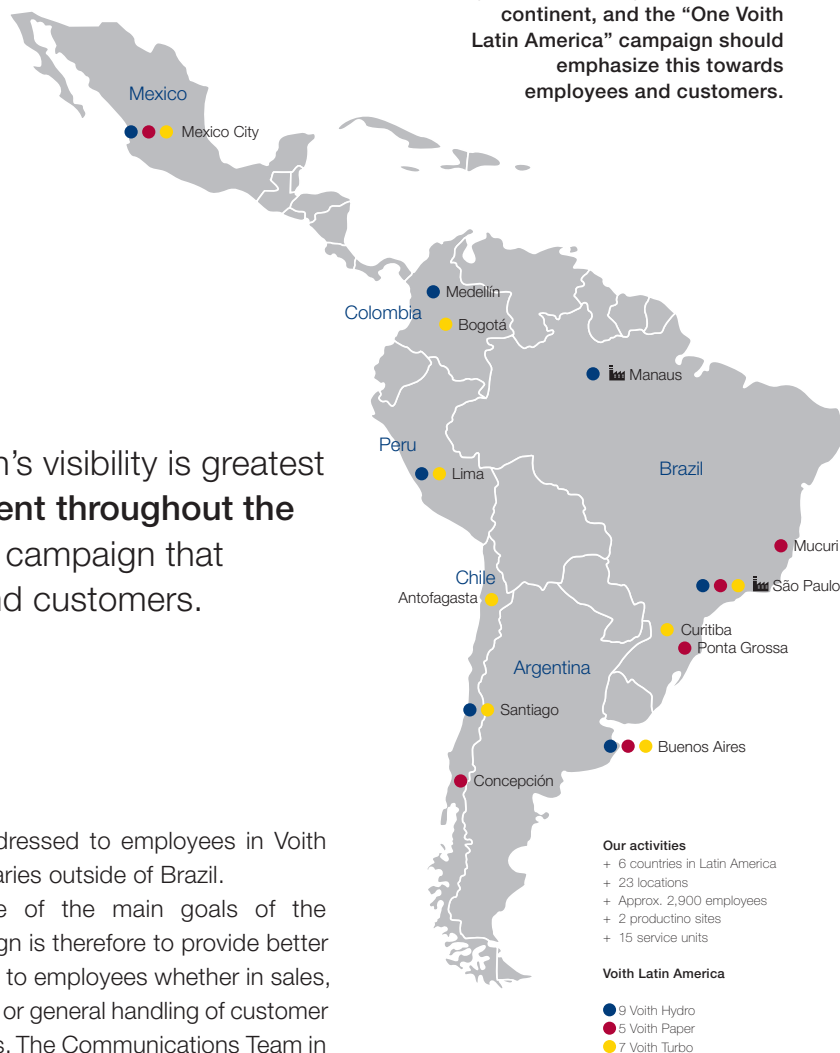 continent, and the “One Voith
Latin America” campaign should
emphasize this towards
employees and customers.
Mexico
Mexico City
Medellín
Colombia
Bogotá
Manaus
Peru
Lima
Brazil
Mucuri
Chile
São Paulo
Antofagasta
Curitiba
Ponta Grossa
Argentina
Santiago
Buenos Aires
Concepción
n’s visibility is greatest
ent throughout the
campaign that
nd customers.
dressed to employees in Voith
aries outside of Brazil.
e of the main goals of the
gn is therefore to provide better
to employees whether in sales,
or general handling of customer
s. The Communications Team in
Our activities
+ 6 countries in Latin America
+ 23 locations
+ Approx. 2,900 employees
+ 2 productino sites
+ 15 service units
Voith Latin America
9 Voith Hydro
5 Voith Paper
7 Voith Turbo